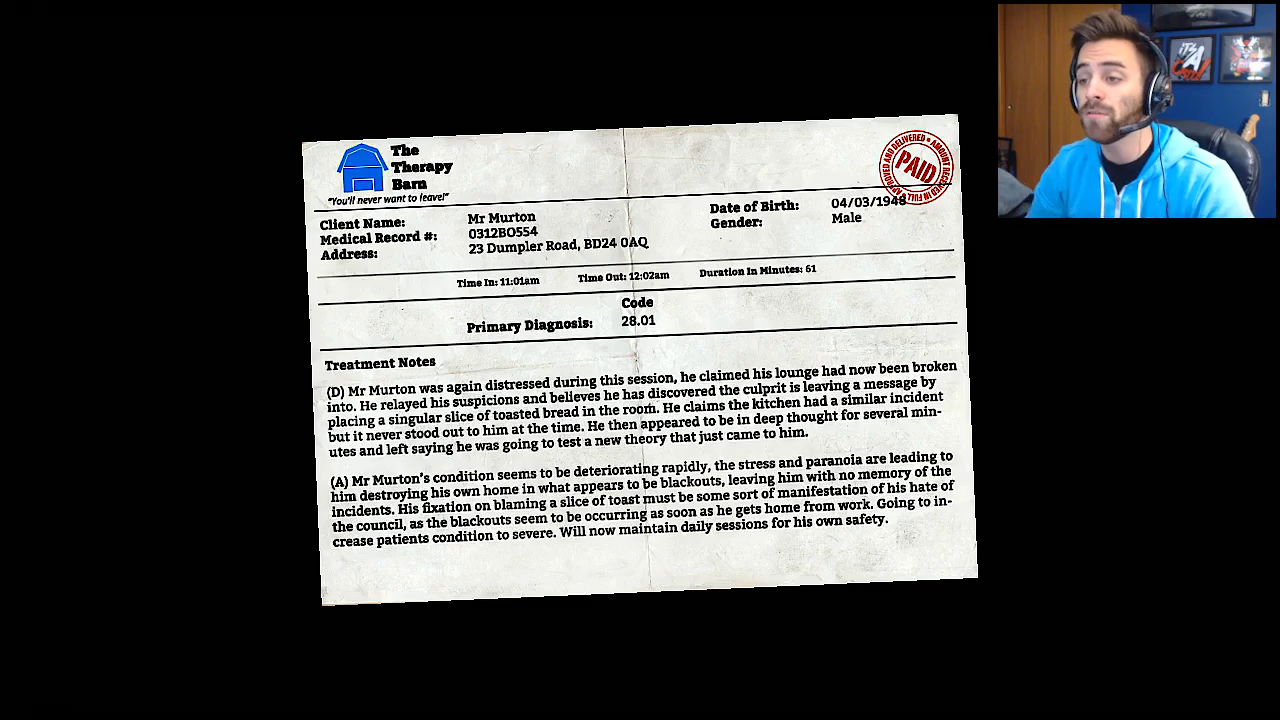 The
Therapy
Barn
"You'll never want to leave!"
APPROVED AND DELIVERED • AMOUNT RECEIVED IN FULL
PAID
Client Name: Mr Murton
Date of Birth: 04/03/1948
Medical Record #: 0312BO554
Gender: Male
Address: 23 Dumpler Road, BD24 0AQ
Time In: 11:01am Time Out: 12:02am Duration In Minutes: 61
Code
Primary Diagnosis: 28.01
Treatment Notes
(D) Mr Murton was again distressed during this session, he claimed his lounge had now been broken
into. He relayed his suspicions and believes he has discovered the culprit is leaving a message by
placing a singular slice of toasted bread in the room. He claims the kitchen had a similar incident
but it never stood out to him at the time. He then appeared to be in deep thought for several min-
utes and left saying he was going to test a new theory that just came to him.
(A) Mr Murton's condition seems to be deteriorating rapidly, the stress and paranoia are leading to
him destroying his own home in what appears to be blackouts, leaving him with no memory of the
incidents. His fixation on blaming a slice of toast must be some sort of manifestation of his hate of
the council, as the blackouts seem to be occurring as soon as he gets home from work. Going to in-
crease patients condition to severe. Will now maintain daily sessions for his own safety.
IT'S
A